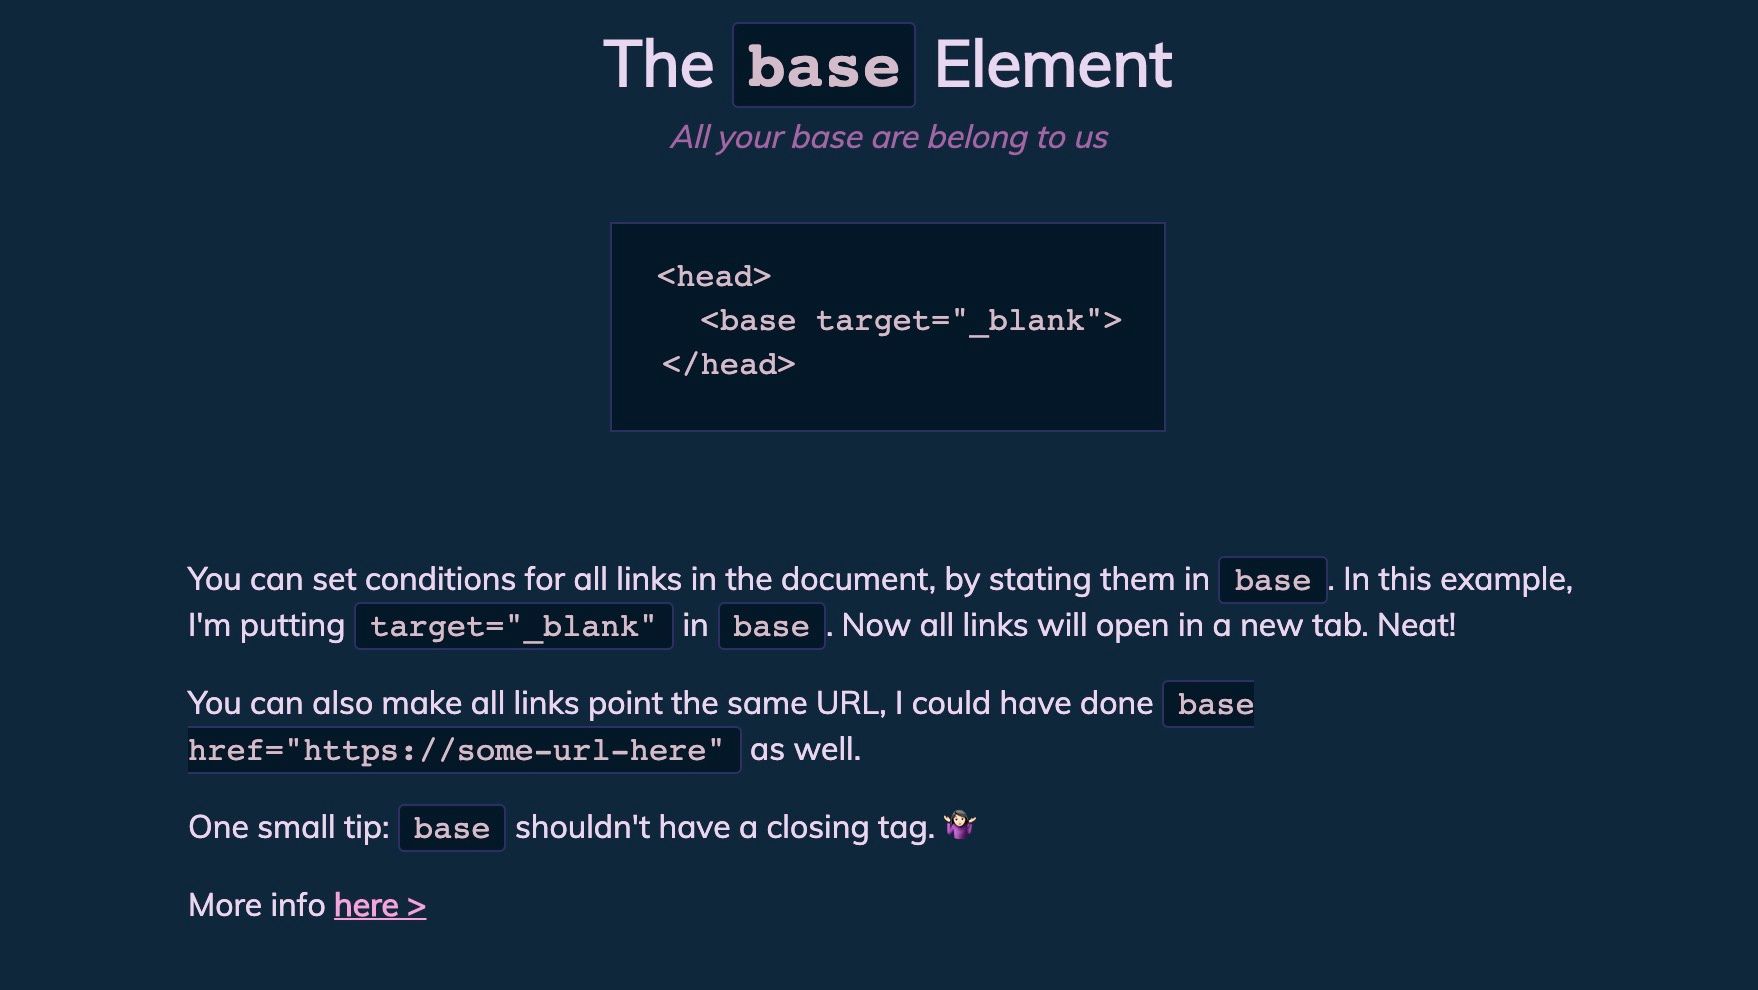 The base Element
All your base are belong to us
<head>
  <base target="_blank">
</head>
You can set conditions for all links in the document, by stating them in base. In this example,
I'm putting target="_blank" in base. Now all links will open in a new tab. Neat!
You can also make all links point the same URL, I could have done base
href="https://some-url-here" as well.
One small tip: base shouldn't have a closing tag. 🤷🏻‍♀️
More info here >